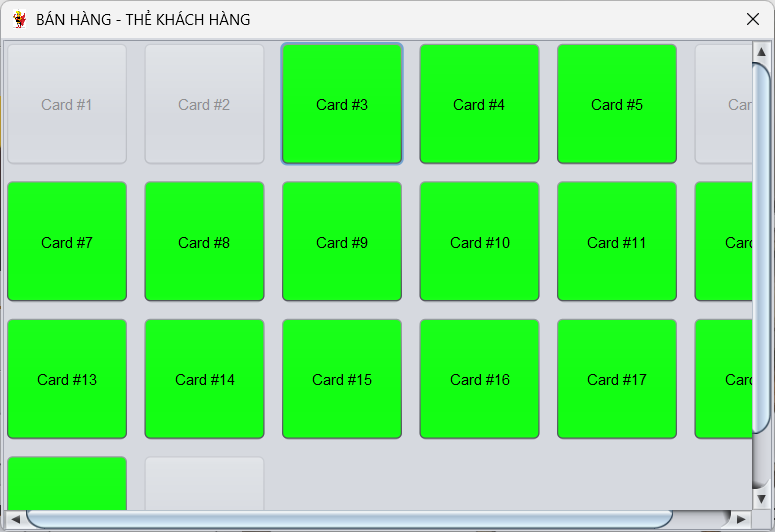 BÁN HÀNG - THẺ KHÁCH HÀNG
Card #1 Card #2 Card #3 Card #4 Card #5
Card #7 Card #8 Card #9 Card #10 Card #11
Card #13 Card #14 Card #15 Card #16 Card #17